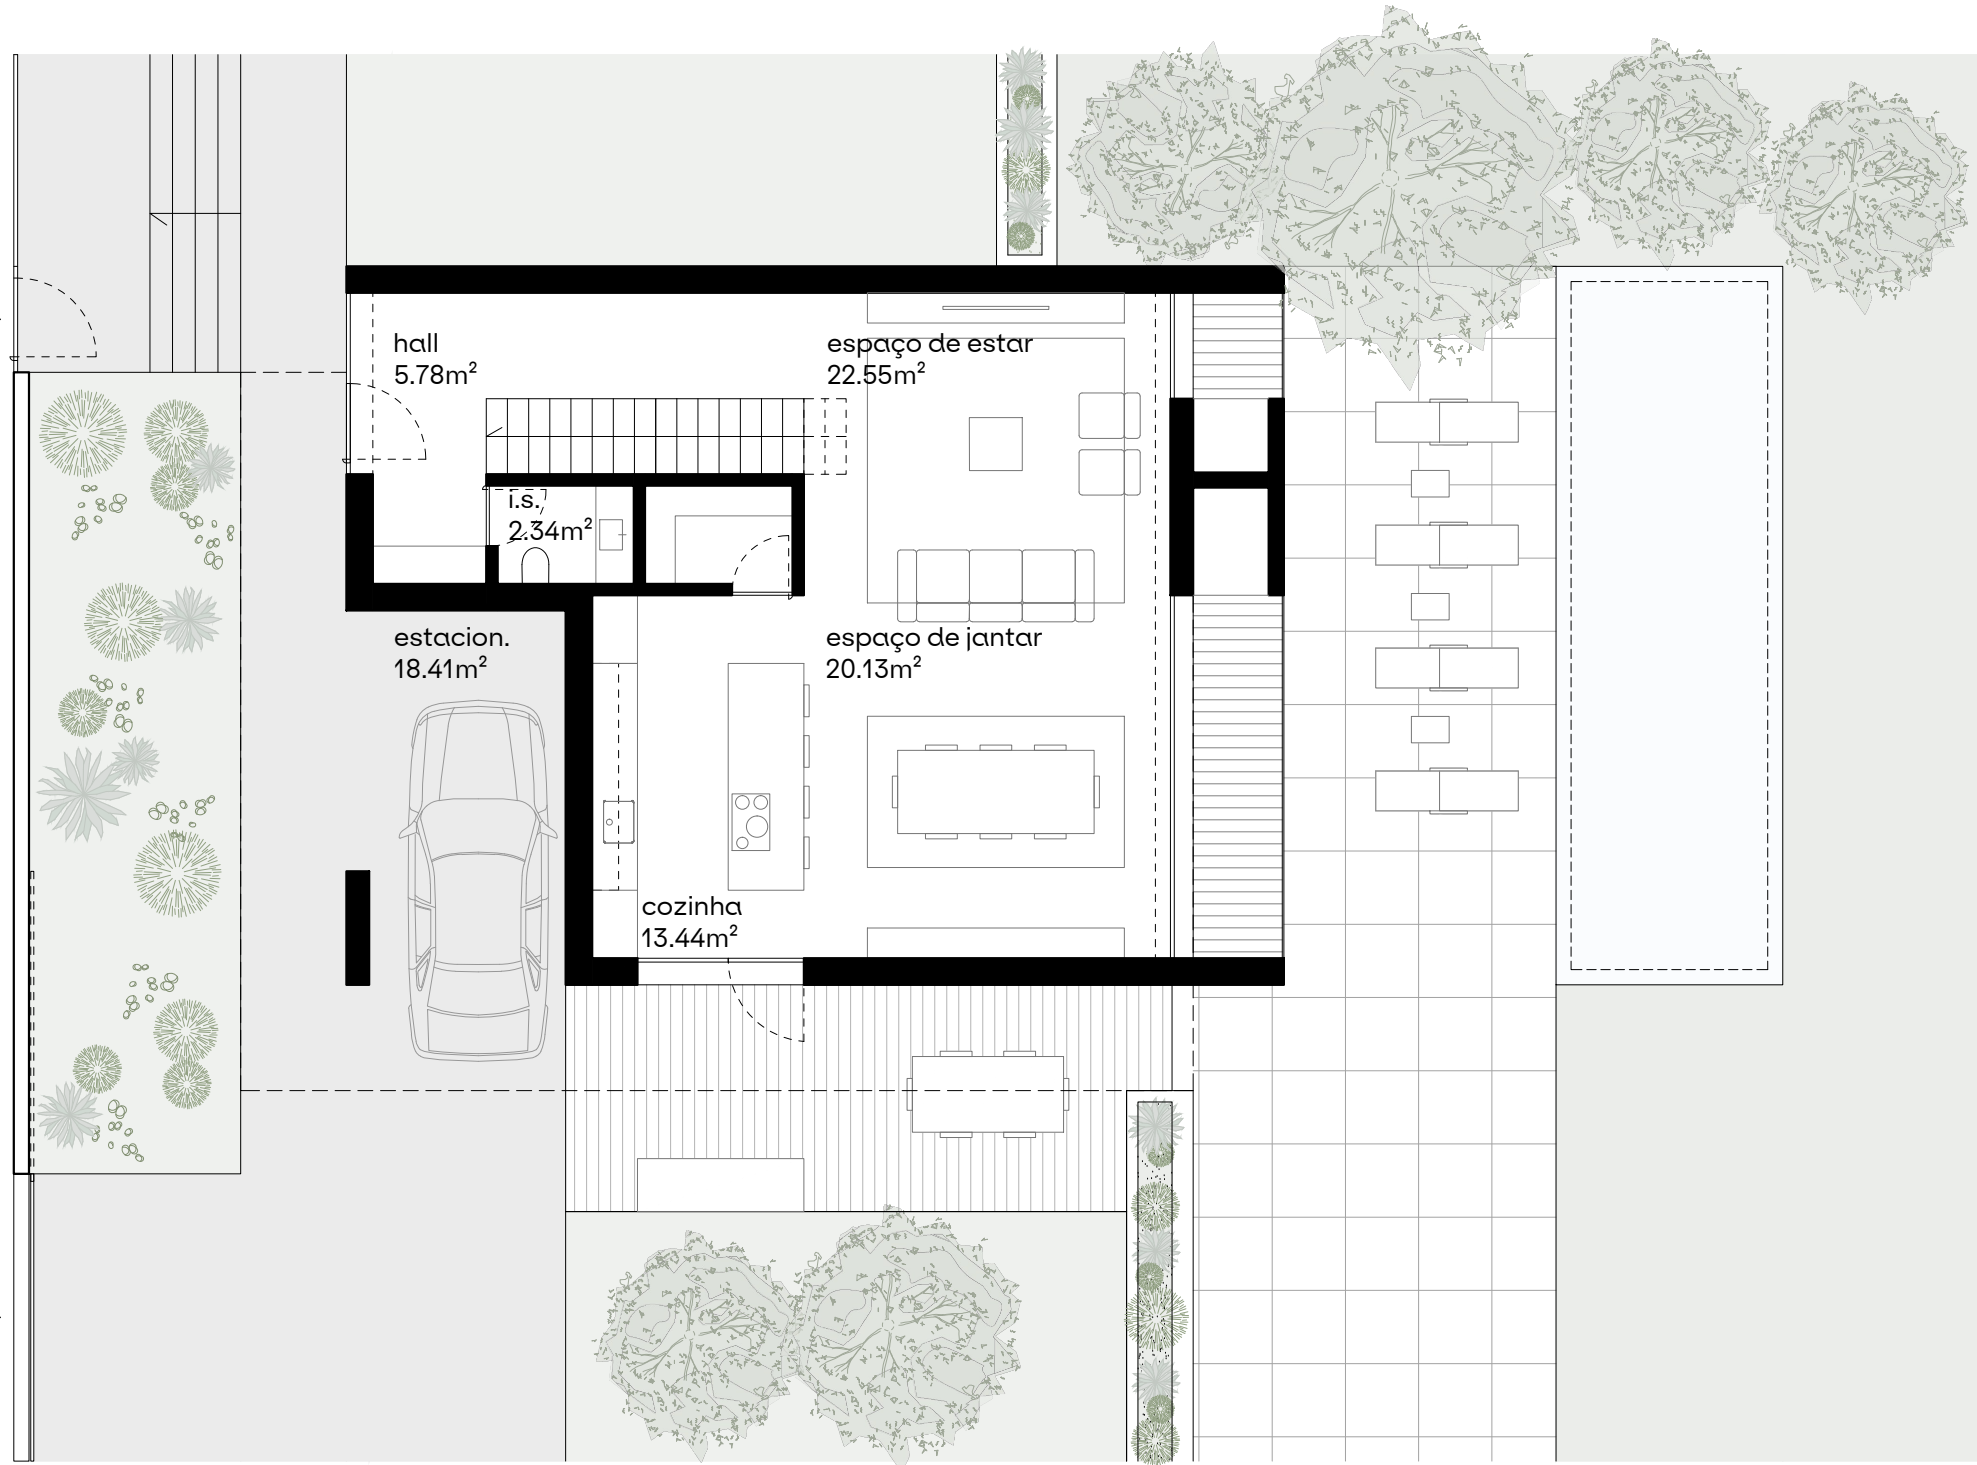 hall
5.78m²
espaço de estar
22.55m²
i.s.
2.34m²
estacion.
18.41m²
espaço de jantar
20.13m²
cozinha
13.44m²